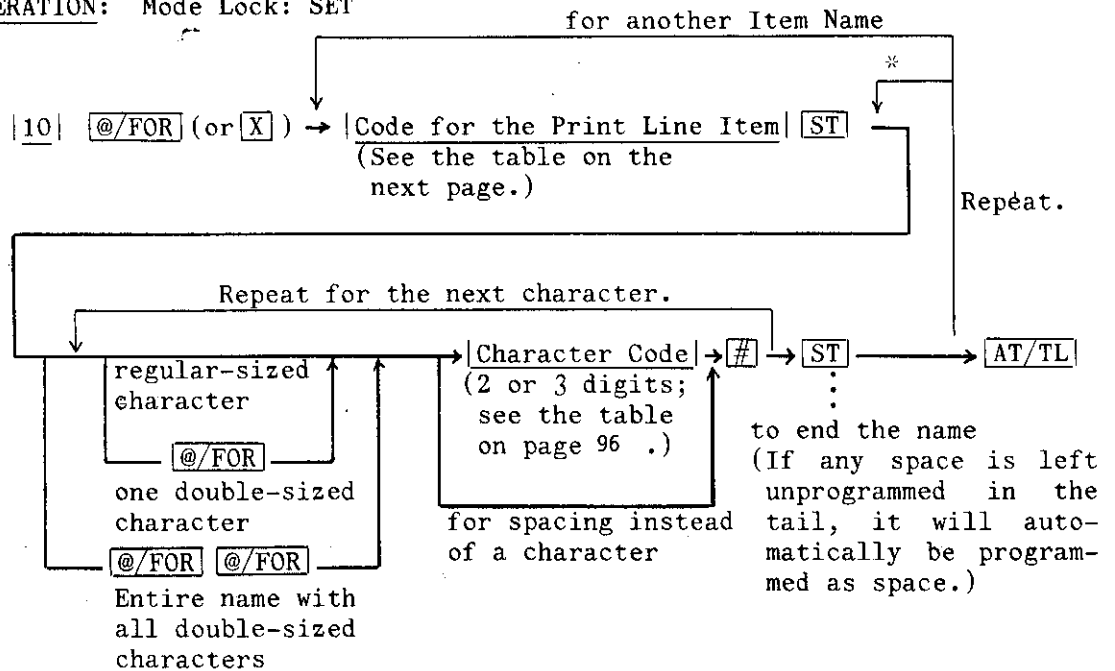 ERATION: Mode Lock: SET
for another Item Name
*
|10| @/FOR (or X) → |Code for the Print Line Item| ST
(See the table on the
next page.)
Repeat.
Repeat for the next character.
regular-sized
character
@/FOR
one double-sized
character
@/FOR @/FOR
Entire name with
all double-sized
characters
|Character Code| → # → ST → AT/TL
(2 or 3 digits;
see the table
on page 96 .)
for spacing instead
of a character
to end the name
(If any space is left
unprogrammed in the
tail, it will auto-
matically be program-
med as space.)